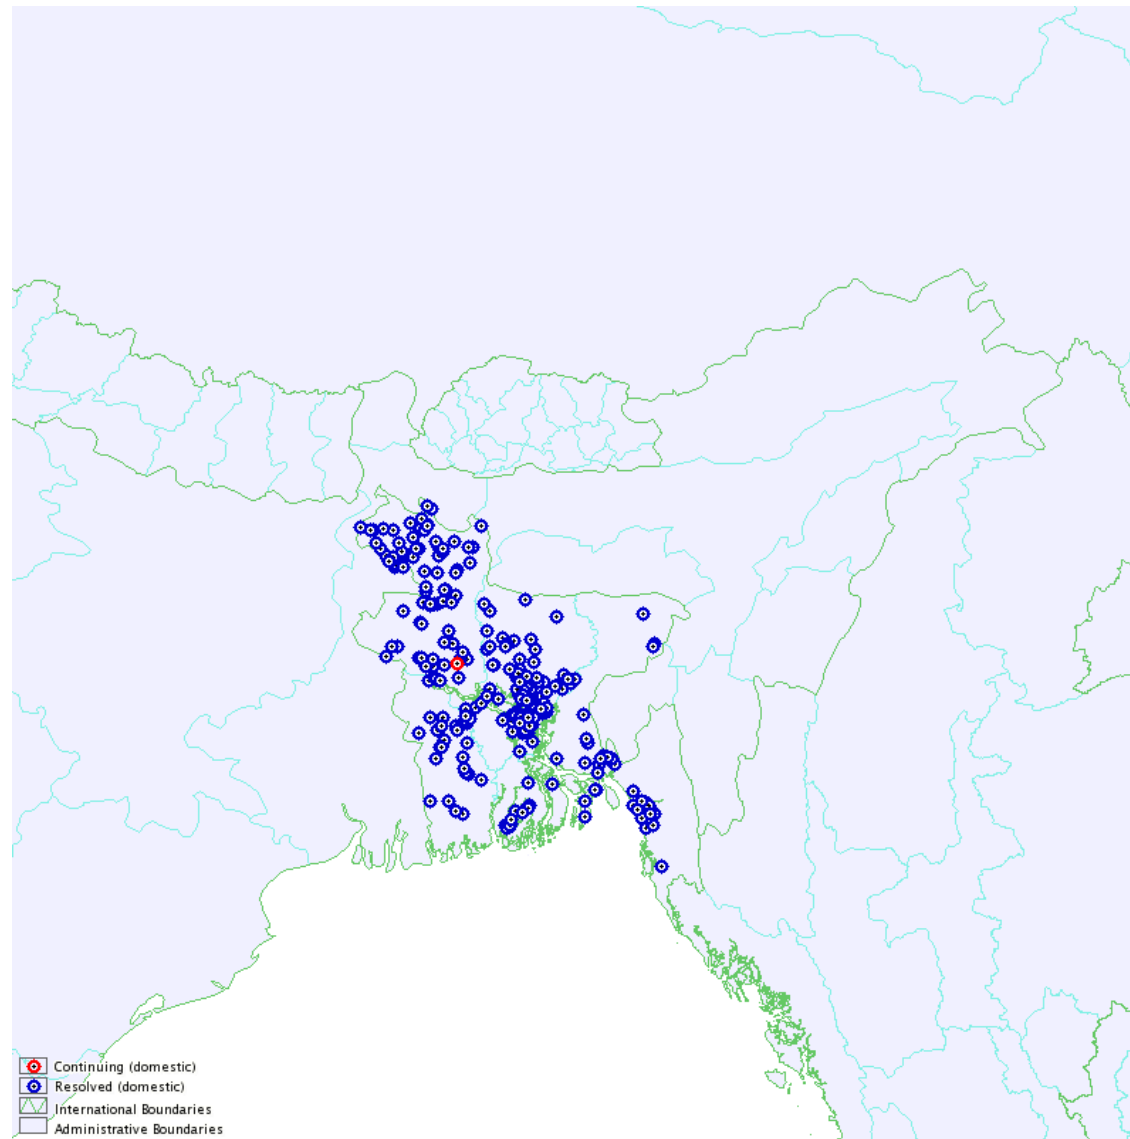 Continuing (domestic)
Resolved (domestic)
International Boundaries
Administrative Boundaries